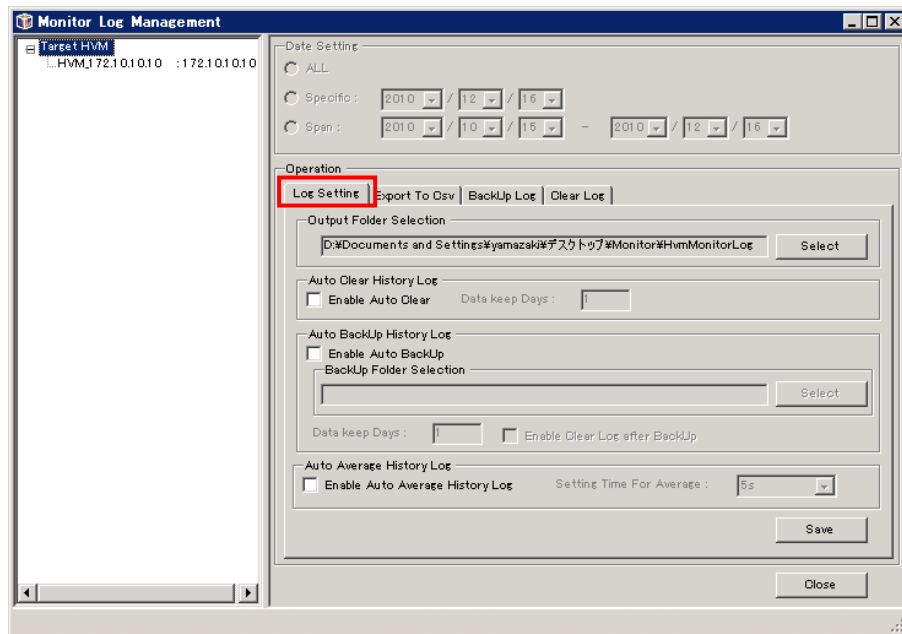 Monitor Log Management
Target HVM
HVM_172.10.10.10 :172.10.10.10
Date Setting
ALL
Specific : 2010 / 12 / 16
Span : 2010 / 10 / 15 - 2010 / 12 / 16
Operation
Log Setting Export To Csv BackUp Log Clear Log
Output Folder Selection
D:¥Documents and Settings¥yamazaki¥デスクトップ¥Monitor¥HvmMonitorLog Select
Auto Clear History Log
Enable Auto Clear Data keep Days : 1
Auto BackUp History Log
Enable Auto BackUp
BackUp Folder Selection
Select
Data keep Days : 1 Enable Clear Log after BackUp
Auto Average History Log
Enable Auto Average History Log Setting Time For Average : 5s
Save
Close